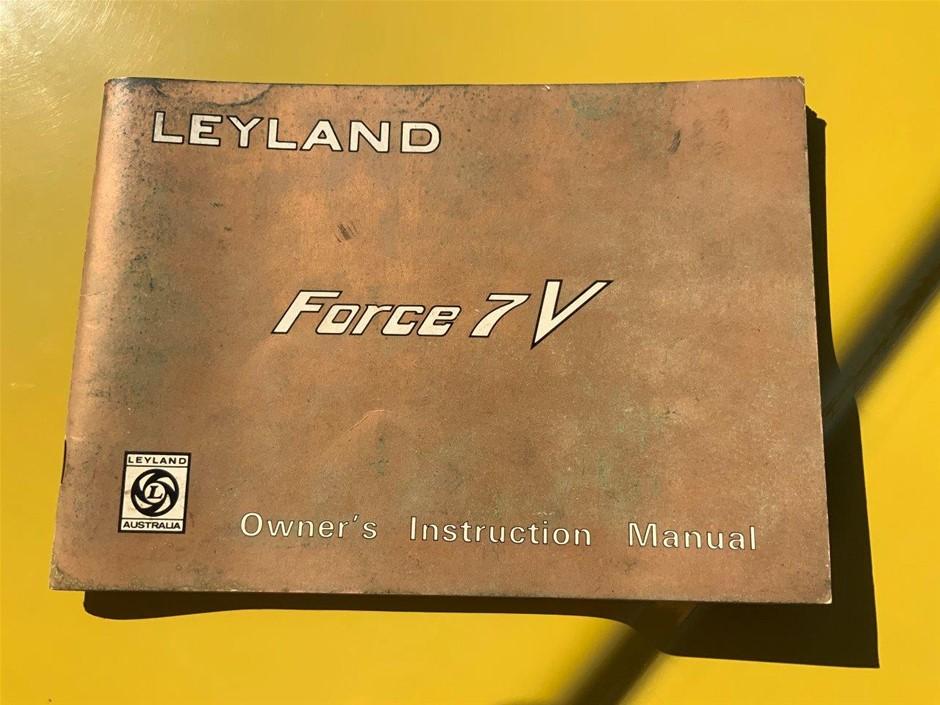 LEYLAND
Force 7V
LEYLAND
L
AUSTRALIA
Owner's Instruction Manual